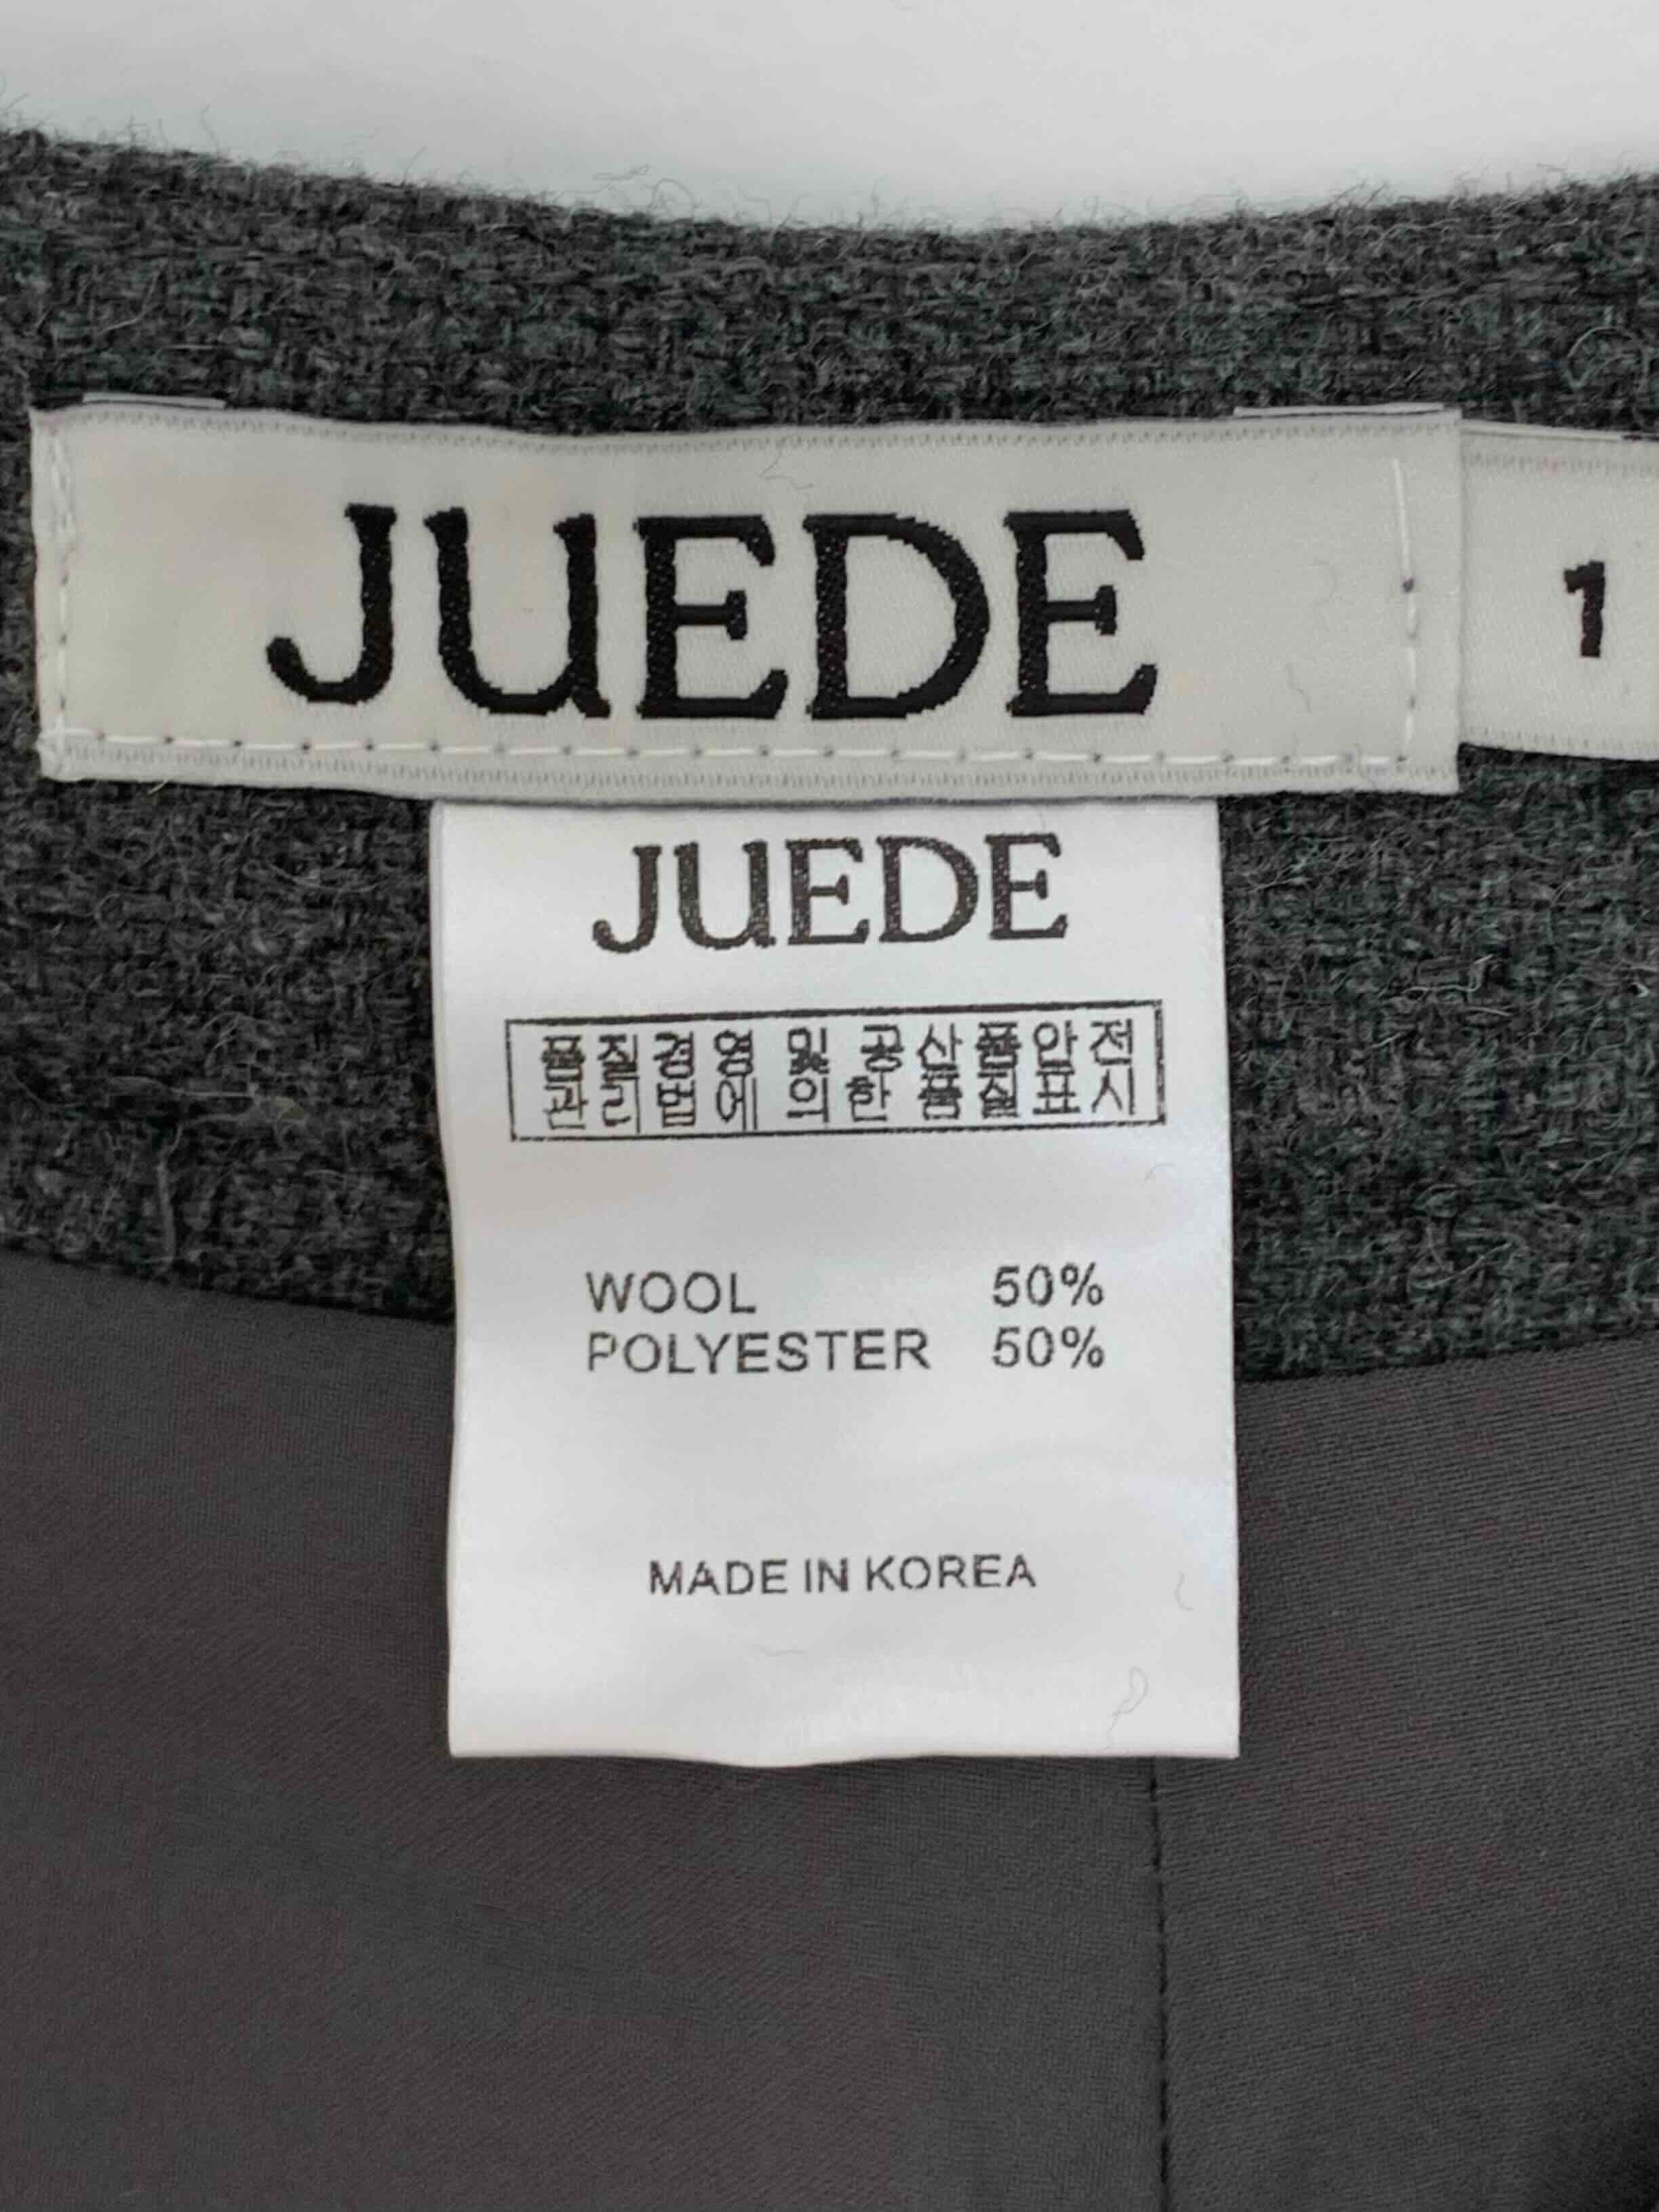 JUEDE
1
JUEDE
품질경영 및 공산품안전
관리법에 의한 품질표시
WOOL 50%
POLYESTER 50%
MADE IN KOREA